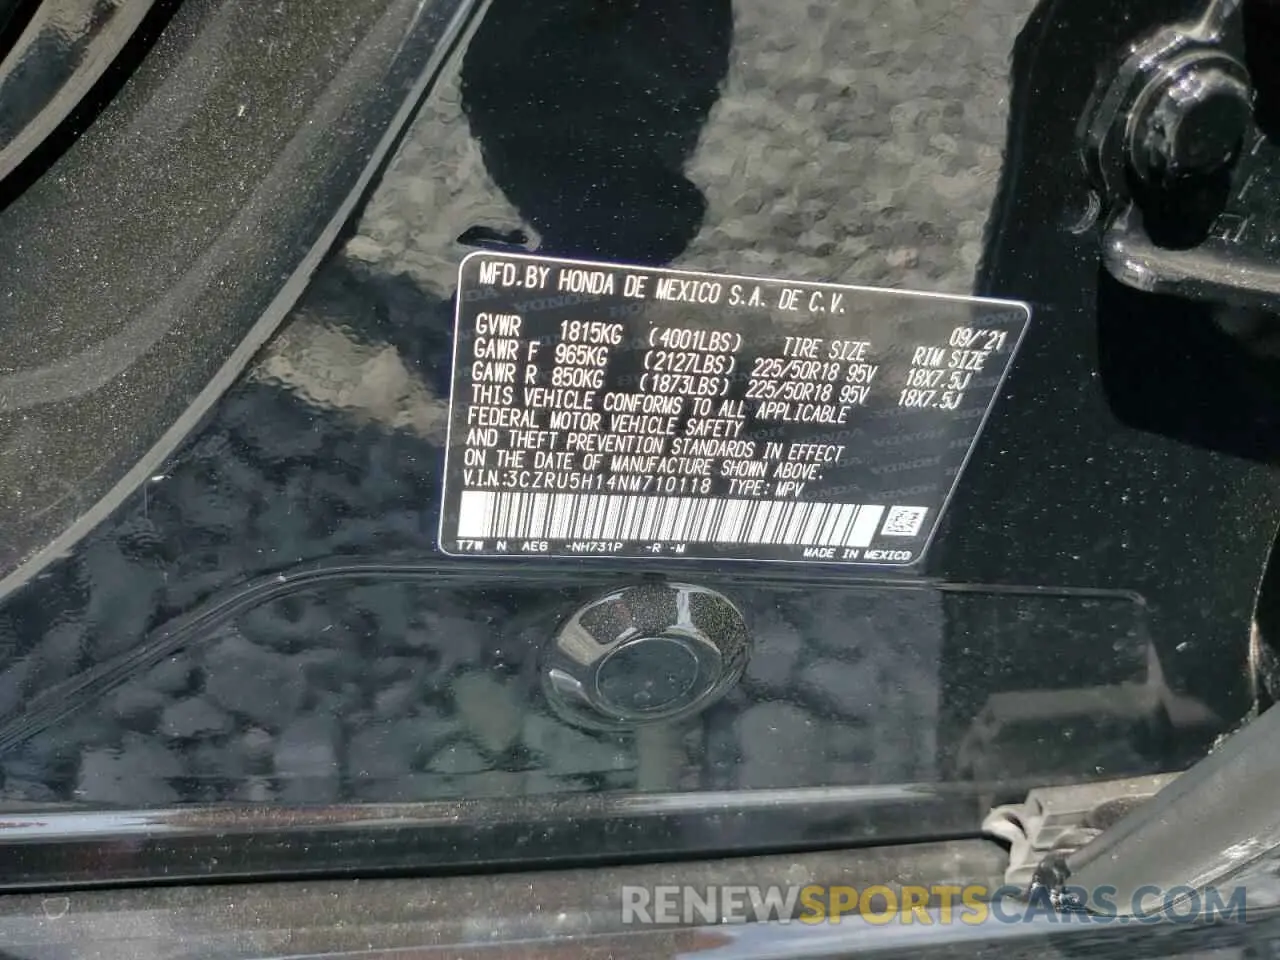 MFD. BY HONDA DE MEXICO S.A. DE C.V.
09/'21
GVWR 1815KG (4001LBS) TIRE SIZE RIM SIZE
GAWR F 965KG (2127LBS) 225/50R18 95V 18X7.5J
GAWR R 850KG (1873LBS) 225/50R18 95V 18X7.5J
THIS VEHICLE CONFORMS TO ALL APPLICABLE
FEDERAL MOTOR VEHICLE SAFETY
AND THEFT PREVENTION STANDARDS IN EFFECT
ON THE DATE OF MANUFACTURE SHOWN ABOVE.
V.I.N.:3CZRU5H14NM710118 TYPE: MPV
T7W N AE6 -NH731P -R -M
MADE IN MEXICO
RENEWSPORTSCARS.COM